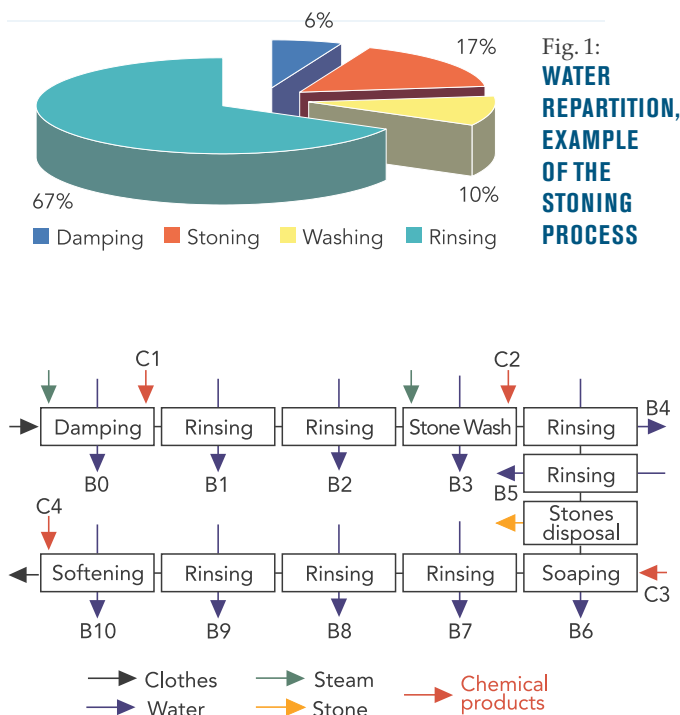 6%
17%
10%
67%
Damping Stoning Washing Rinsing
Fig. 1:
WATER
REPARTITION,
EXAMPLE
OF THE
STONING
PROCESS
C1 C2
Damping Rinsing Rinsing Stone Wash Rinsing B4
B0 B1 B2 B3
Rinsing
B5
Stones
disposal
C4
Softening Rinsing Rinsing Rinsing Soaping
C3
B10 B9 B8 B7 B6
Clothes Steam Chemical
products
Water Stone